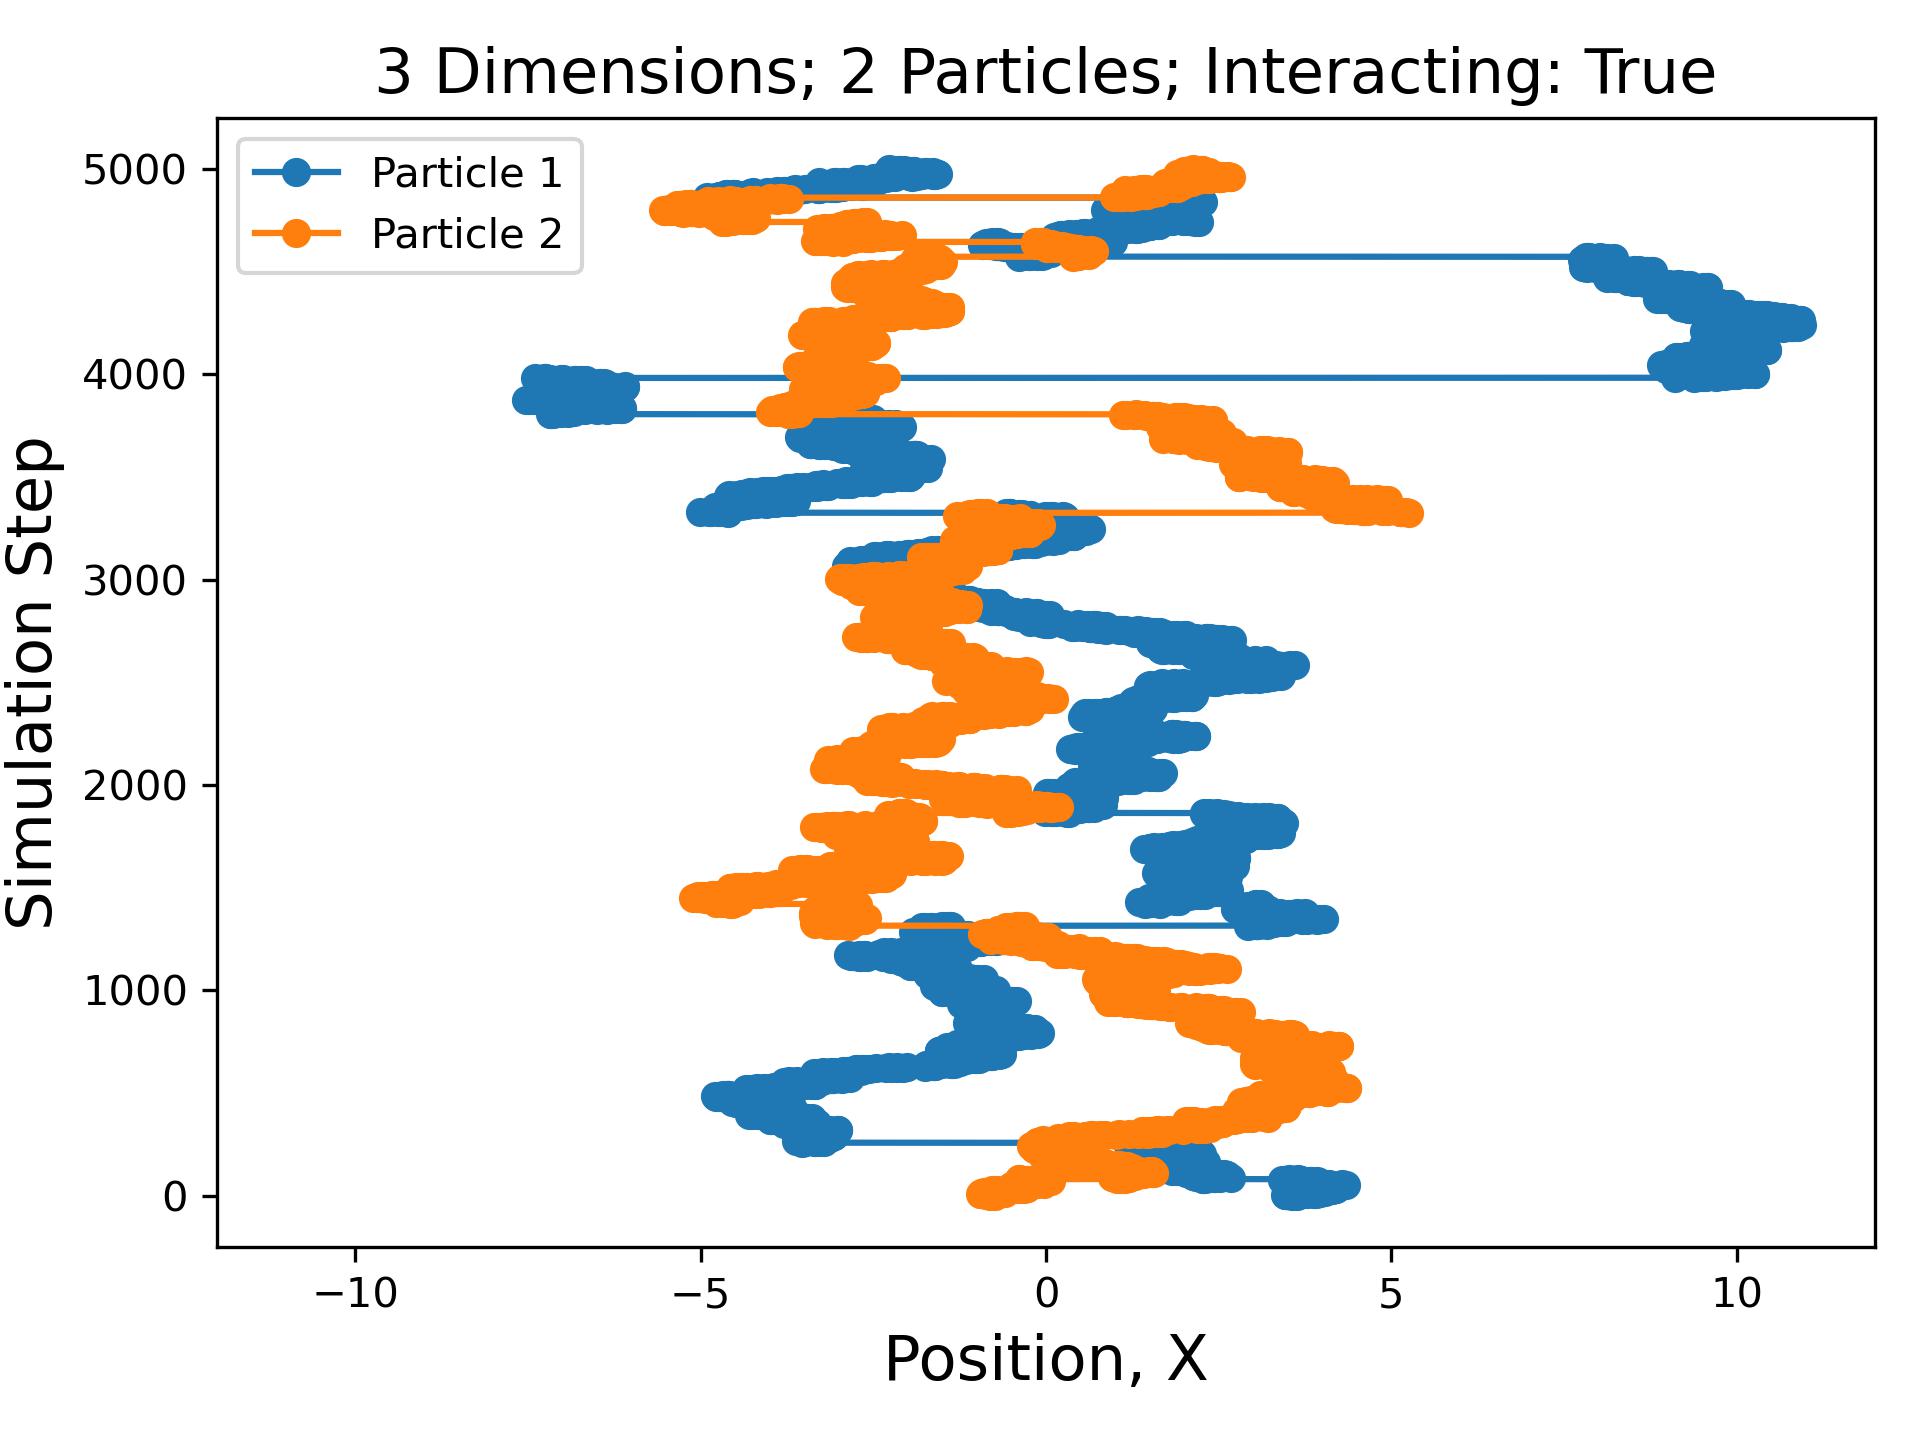 3 Dimensions; 2 Particles; Interacting: True
Particle 1
Particle 2
5000
4000
3000
2000
1000
0
Simulation Step
−10
−5
0
5
10
Position, X